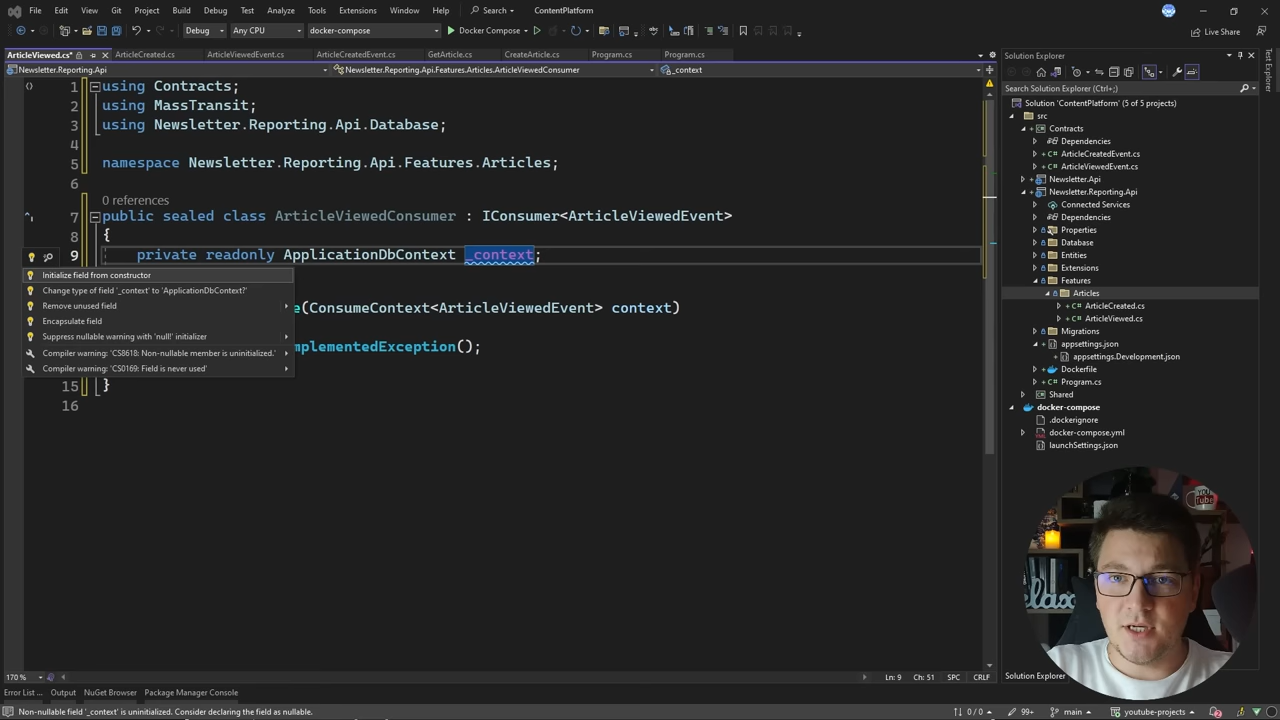 File Edit View Git Project Build Debug Test Analyze Tools Extensions Window Help Search ContentPlatform
Debug Any CPU docker-compose Docker Compose Live Share
ArticleViewed.cs* ArticleCreated.cs ArticleViewedEvent.cs ArticleCreatedEvent.cs GetArticle.cs CreateArticle.cs Program.cs Program.cs
Newsletter.Reporting.Api Newsletter.Reporting.Api.Features.Articles.ArticleViewedConsumer _context
1 using Contracts;
2 using MassTransit;
3 using Newsletter.Reporting.Api.Database;
4
5 namespace Newsletter.Reporting.Api.Features.Articles;
6
0 references
7 public sealed class ArticleViewedConsumer : IConsumer<ArticleViewedEvent>
8 {
9 private readonly ApplicationDbContext _context;
Initialize field from constructor
Change type of field '_context' to 'ApplicationDbContext?'
Remove unused field
e(ConsumeContext<ArticleViewedEvent> context)
Encapsulate field
Suppress nullable warning with 'null!' initializer
mplementedException();
Compiler warning: 'CS8618: Non-nullable member is uninitialized.'
Compiler warning: 'CS0169: Field is never used'
15 }
16
170 % Ln: 9 Ch: 51 SPC CRLF
Error List ... Output NuGet Browser Package Manager Console
Non-nullable field '_context' is uninitialized. Consider declaring the field as nullable.
0 / 0 99+ main youtube-projects 2
Solution Explorer
Search Solution Explorer (Ctrl+;)
Solution 'ContentPlatform' (5 of 5 projects)
src
Contracts
Dependencies
ArticleCreatedEvent.cs
ArticleViewedEvent.cs
Newsletter.Api
Newsletter.Reporting.Api
Connected Services
Dependencies
Properties
Database
Entities
Extensions
Features
Articles
ArticleCreated.cs
ArticleViewed.cs
Migrations
appsettings.json
appsettings.Development.json
Dockerfile
Program.cs
Shared
docker-compose
.dockerignore
docker-compose.yml
launchSettings.json
Solution Explorer
Test Explorer
YOU
TUBE
relax